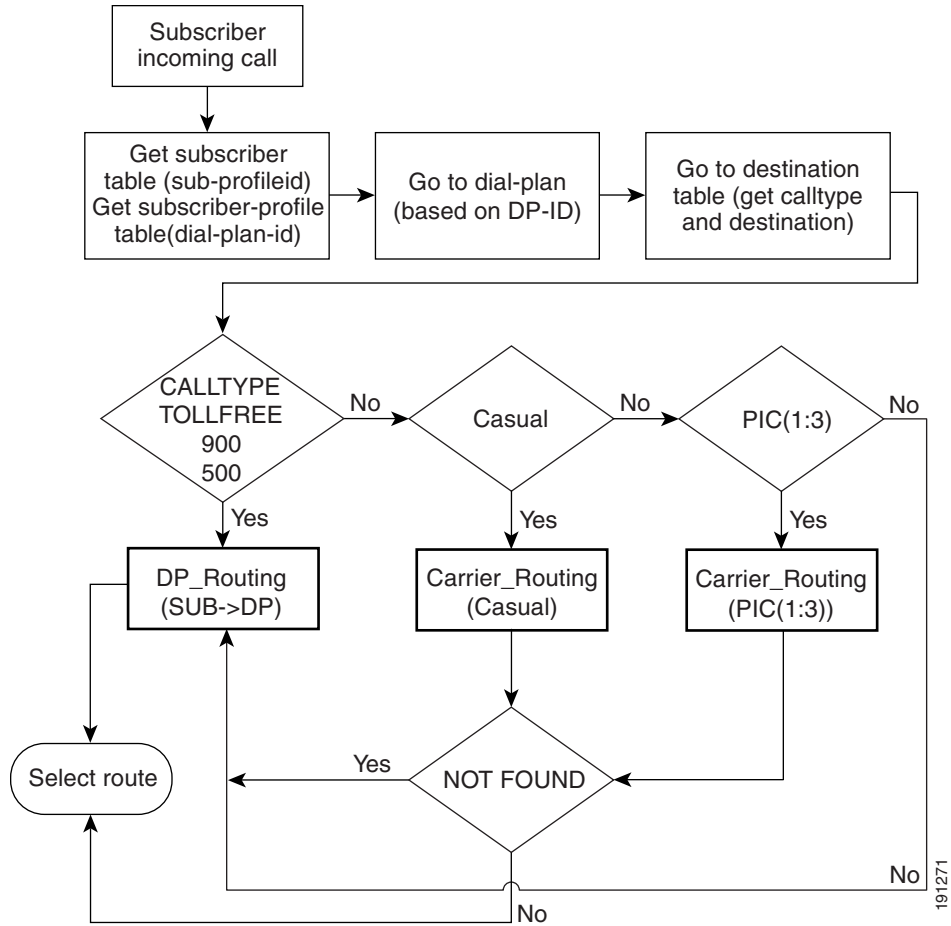 Subscriber
incoming call
Get subscriber
table (sub-profileid)
Get subscriber-profile
table(dial-plan-id)
Go to dial-plan
(based on DP-ID)
Go to destination
table (get calltype
and destination)
CALLTYPE
TOLLFREE
900
500
No
Casual
No
PIC(1:3)
No
Yes
Yes
Yes
DP_Routing
(SUB->DP)
Carrier_Routing
(Casual)
Carrier_Routing
(PIC(1:3))
Select route
Yes
NOT FOUND
No
No
191271